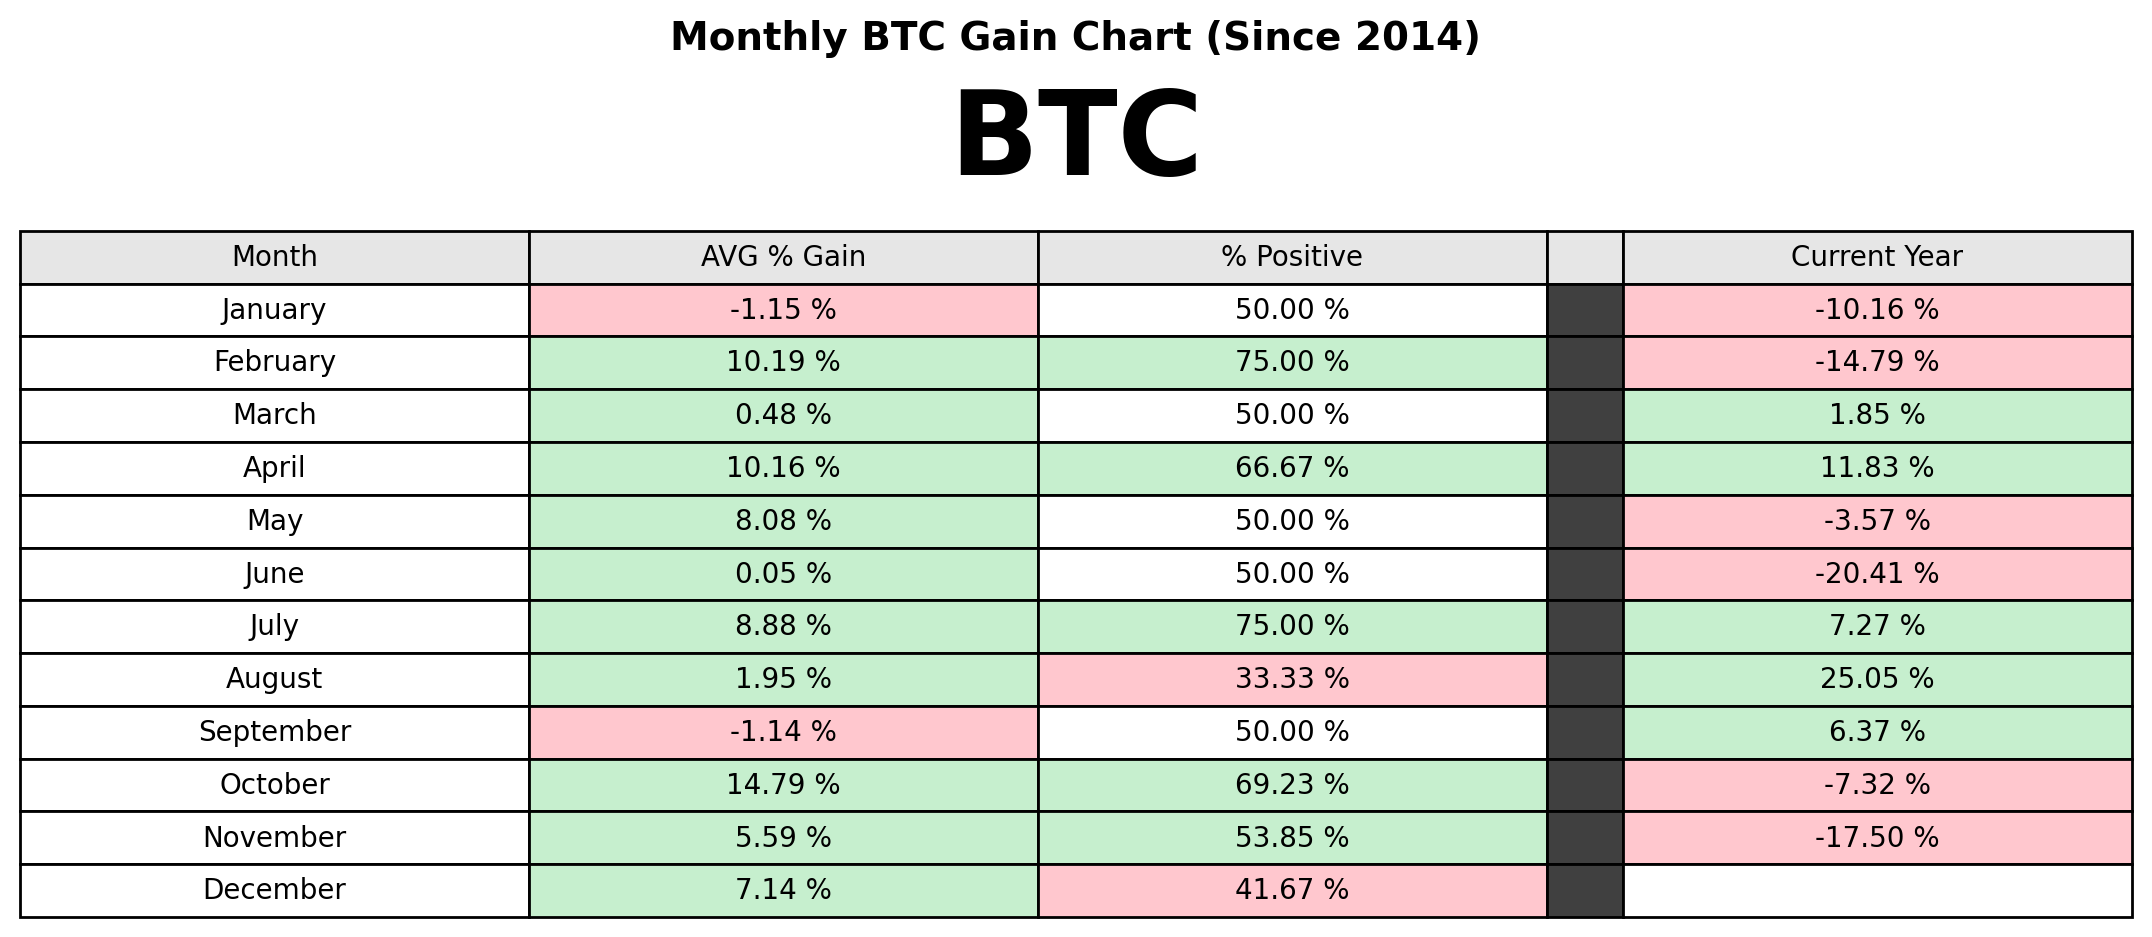 Monthly BTC Gain Chart (Since 2014)
BTC
Month AVG % Gain % Positive Current Year
January -1.15 % 50.00 % -10.16 %
February 10.19 % 75.00 % -14.79 %
March 0.48 % 50.00 % 1.85 %
April 10.16 % 66.67 % 11.83 %
May 8.08 % 50.00 % -3.57 %
June 0.05 % 50.00 % -20.41 %
July 8.88 % 75.00 % 7.27 %
August 1.95 % 33.33 % 25.05 %
September -1.14 % 50.00 % 6.37 %
October 14.79 % 69.23 % -7.32 %
November 5.59 % 53.85 % -17.50 %
December 7.14 % 41.67 %